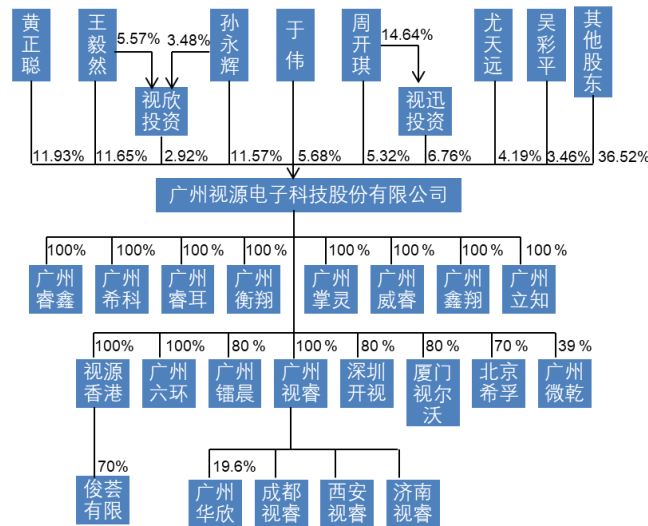 黄正聪
王毅然
5.57%
3.48%
孙永辉
于伟
周开琪
14.64%
尤天远
吴彩平
其他股东
视欣
投资
视迅
投资
11.93%
11.65%
2.92%
11.57%
5.68%
5.32%
6.76%
4.19%
3.46%
36.52%
广州视源电子科技股份有限公司
100%
100%
100%
100%
100%
100%
100%
100%
广州
睿鑫
广州
希科
广州
睿耳
广州
衡翔
广州
掌灵
广州
威睿
广州
鑫翔
广州
立知
100%
100%
80%
100%
80%
80%
70%
39%
视源
香港
广州
六环
广州
镭晨
广州
视睿
深圳
开视
厦门
视尔
沃
北京
希孚
广州
微乾
70%
19.6%
俊荟
有限
广州
华欣
成都
视睿
西安
视睿
济南
视睿